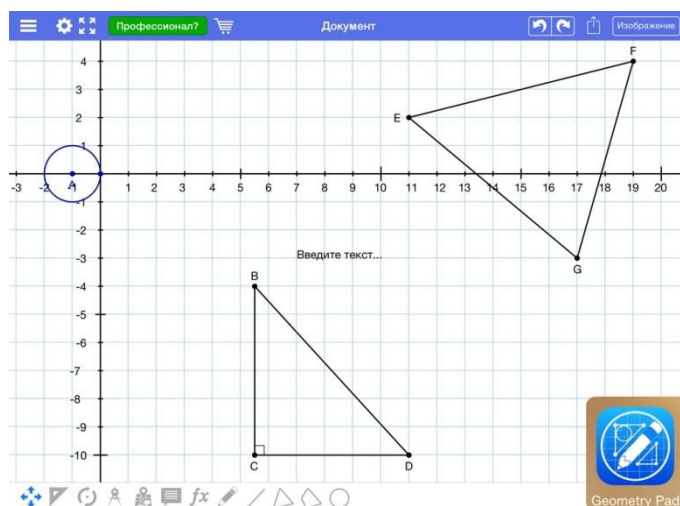 Профессионал?
Документ
Изображение
F
4
3
2
E
1
-3 -2 -1 1 2 3 4 5 6 7 8 9 10 11 12 13 14 15 16 17 18 19 20
A
-1
-2
Введите текст...
-3
G
B
-4
-5
-6
-7
-8
-9
-10
C D
fx
Geometry Pad